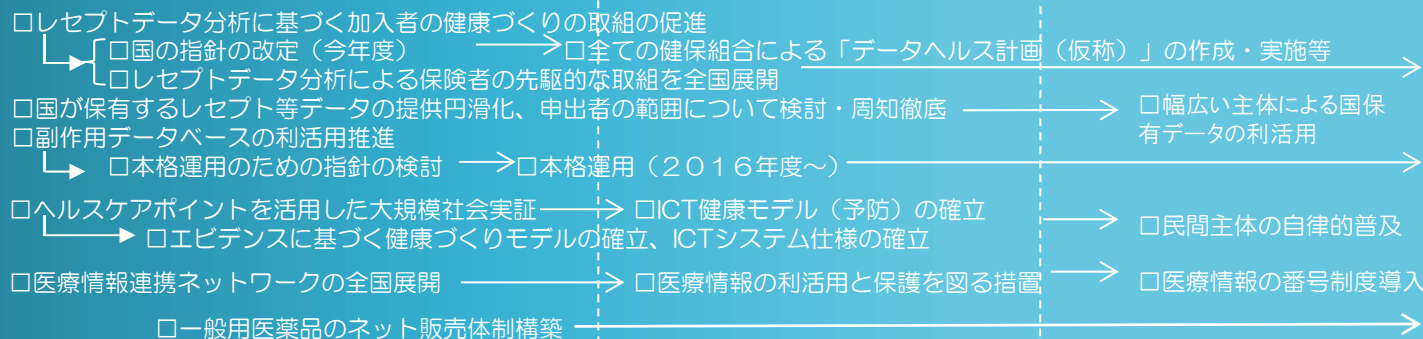 □レセプトデータ分析に基づく加入者の健康づくりの取組の促進
□国の指針の改定（今年度） □全ての健保組合による「データヘルス計画（仮称）」の作成・実施等
□レセプトデータ分析による保険者の先駆的な取組を全国展開
□国が保有するレセプト等データの提供円滑化、申出者の範囲について検討・周知徹底 □幅広い主体による国保
有データの利活用
□副作用データベースの利活用推進
□本格運用のための指針の検討 □本格運用（２０１６年度～）
□ヘルスケアポイントを活用した大規模社会実証 □ICT健康モデル（予防）の確立
□エビデンスに基づく健康づくりモデルの確立、ICTシステム仕様の確立 □民間主体の自律的普及
□医療情報連携ネットワークの全国展開 □医療情報の利活用と保護を図る措置 □医療情報の番号制度導入
□一般用医薬品のネット販売体制構築